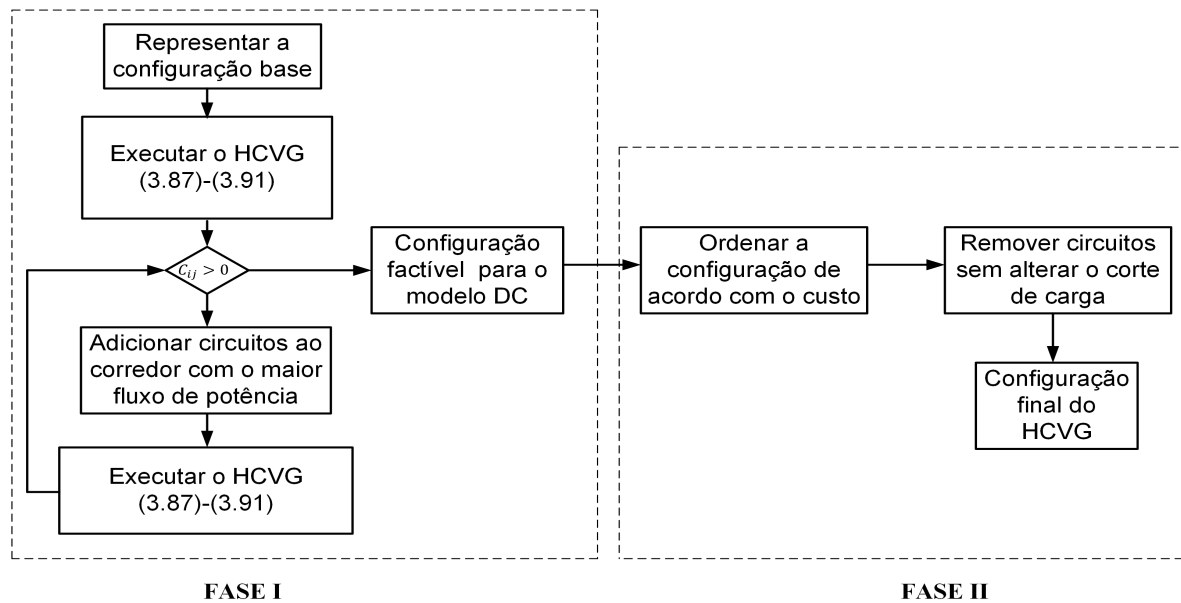 Representar a
configuração base
Executar o HCVG
(3.87)-(3.91)
C_{ij} > 0
Adicionar circuitos ao
corredor com o maior
fluxo de potência
Executar o HCVG
(3.87)-(3.91)
Configuração
factível para o
modelo DC
FASE I
Ordenar a
configuração de
acordo com o custo
Remover circuitos
sem alterar o corte
de carga
Configuração
final do
HCVG
FASE II